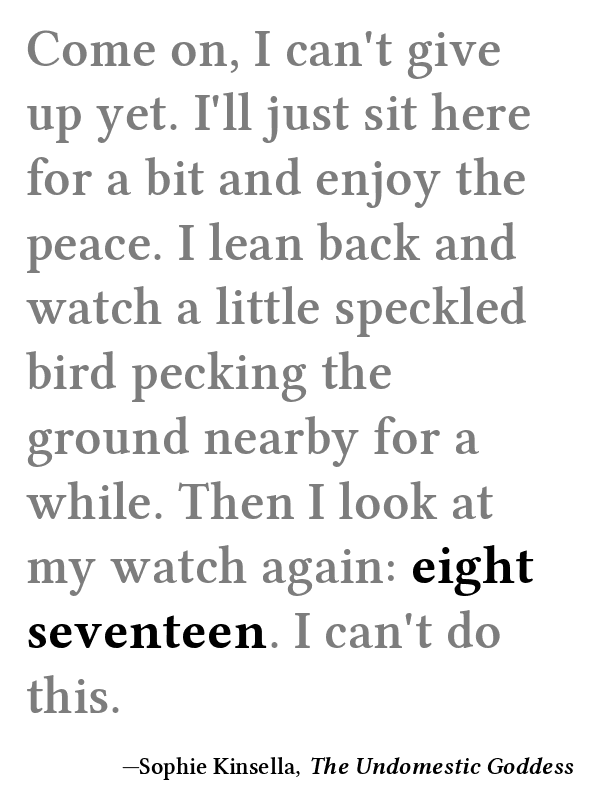 Come on, I can't give
up yet. I'll just sit here
for a bit and enjoy the
peace. I lean back and
watch a little speckled
bird pecking the
ground nearby for a
while. Then I look at
my watch again: eight
seventeen. I can't do
this.
—Sophie Kinsella, The Undomestic Goddess